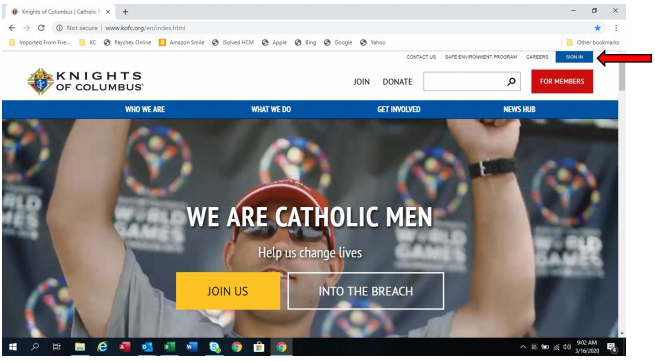 Knights of Columbus | Catholic
Not secure | www.kofc.org/en/index.html
Imported From Fire... KC Paychex Online Amazon Smile iSolved HCM Apple Bing Google Yahoo Other bookmarks
CONTACT US SAFE ENVIRONMENT PROGRAM CAREERS SIGN IN
KNIGHTS
OF COLUMBUS
JOIN DONATE FOR MEMBERS
WHO WE ARE WHAT WE DO GET INVOLVED NEWS HUB
WE ARE CATHOLIC MEN
Help us change lives
JOIN US INTO THE BREACH
9:02 AM
3/16/2020